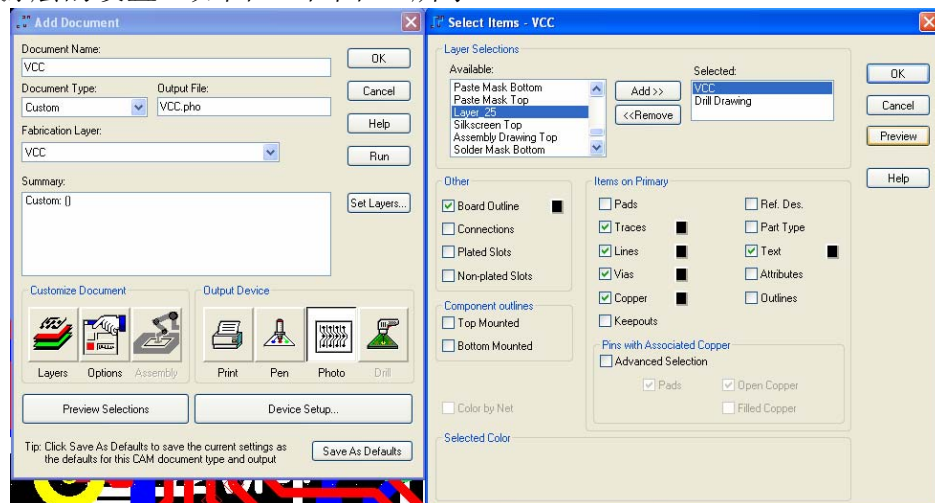 Add Document
Document Name:
VCC
OK
Document Type:
Output File:
Custom
VCC.pho
Cancel
Fabrication Layer:
Help
VCC
Run
Summary:
Custom: ()
Set Layers...
Customize Document
Output Device
Layers
Options
Assembly
Print
Pen
Photo
Drill
Preview Selections
Device Setup...
Tip: Click Save As Defaults to save the current settings as
the defaults for this CAM document type and output
Save As Defaults
Select Items - VCC
Layer Selections
Available:
Selected:
Paste Mask Bottom
Paste Mask Top
Layer_25
Silkscreen Top
Assembly Drawing Top
Solder Mask Bottom
Add >>
<<Remove
VCC
Drill Drawing
OK
Cancel
Preview
Help
Other
Board Outline
Connections
Plated Slots
Non-plated Slots
Component outlines
Top Mounted
Bottom Mounted
Color by Net
Items on Primary
Pads
Ref. Des.
Traces
Part Type
Lines
Text
Vias
Attributes
Copper
Outlines
Keepouts
Pins with Associated Copper
Advanced Selection
Pads
Open Copper
Filled Copper
Selected Color